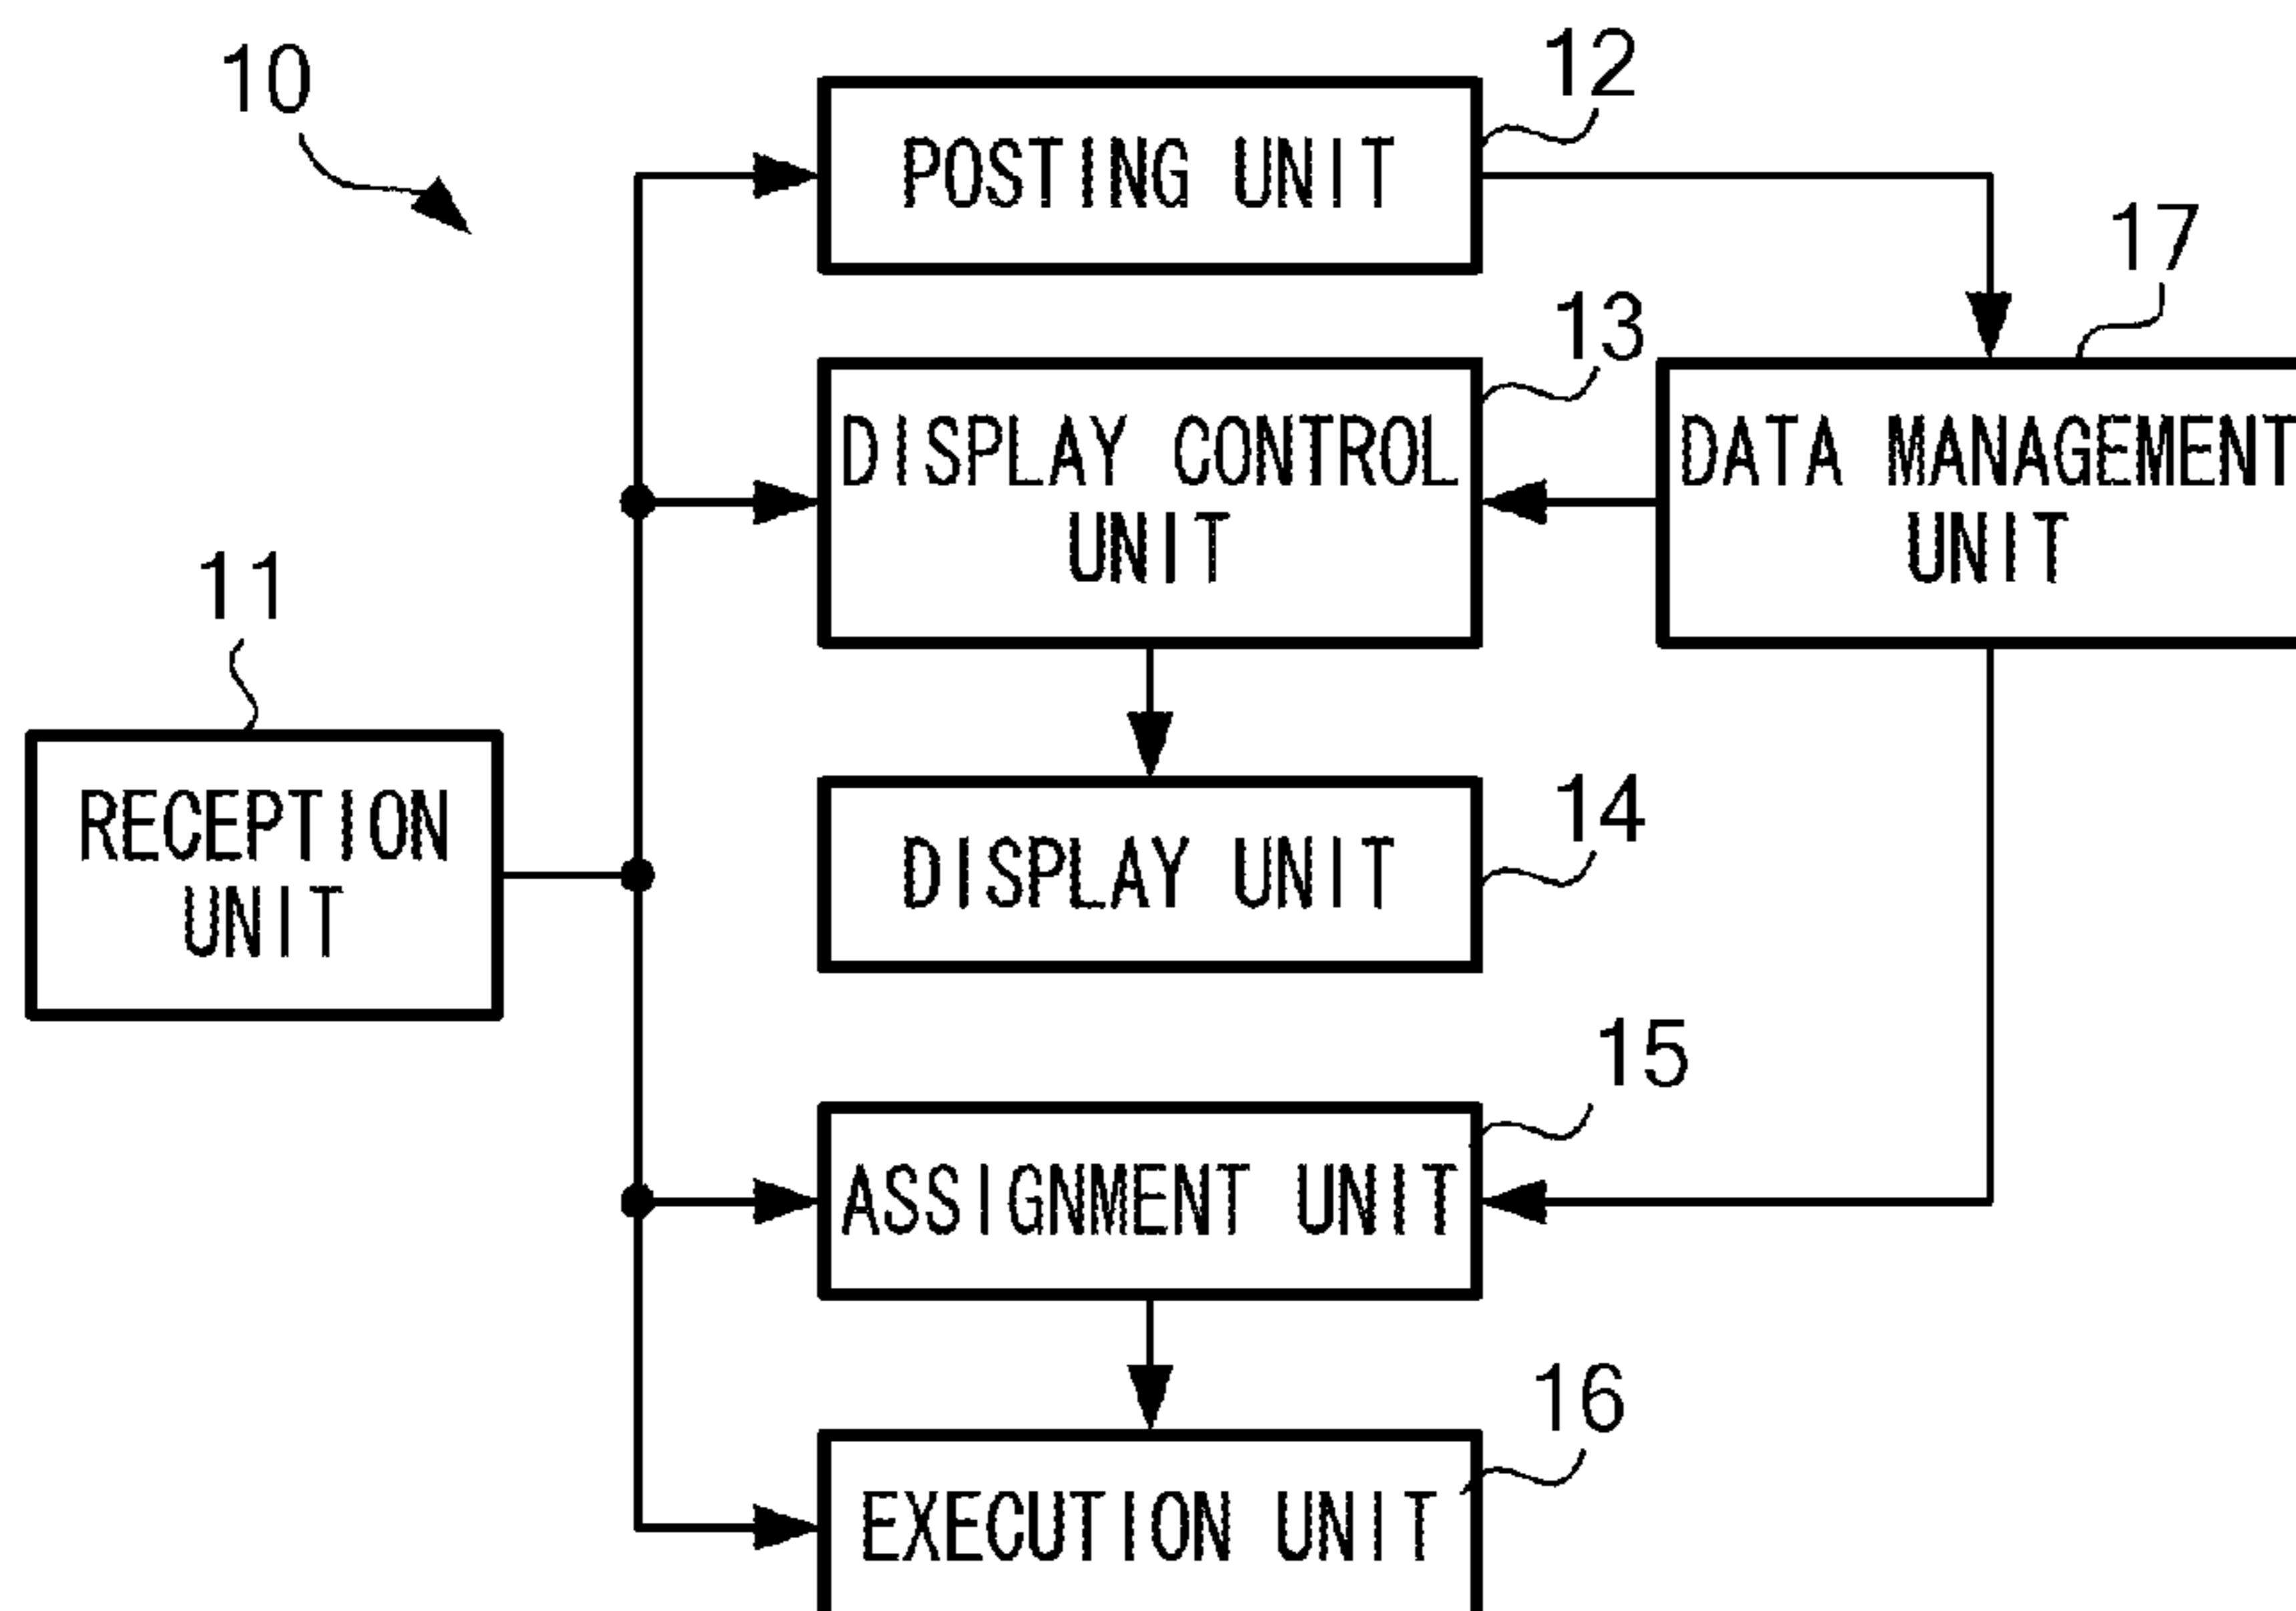 10
12
POSTING UNIT
17
13
DISPLAY CONTROL
UNIT
DATA MANAGEMENT
UNIT
11
RECEPTION
UNIT
14
DISPLAY UNIT
15
ASSIGNMENT UNIT
16
EXECUTION UNIT